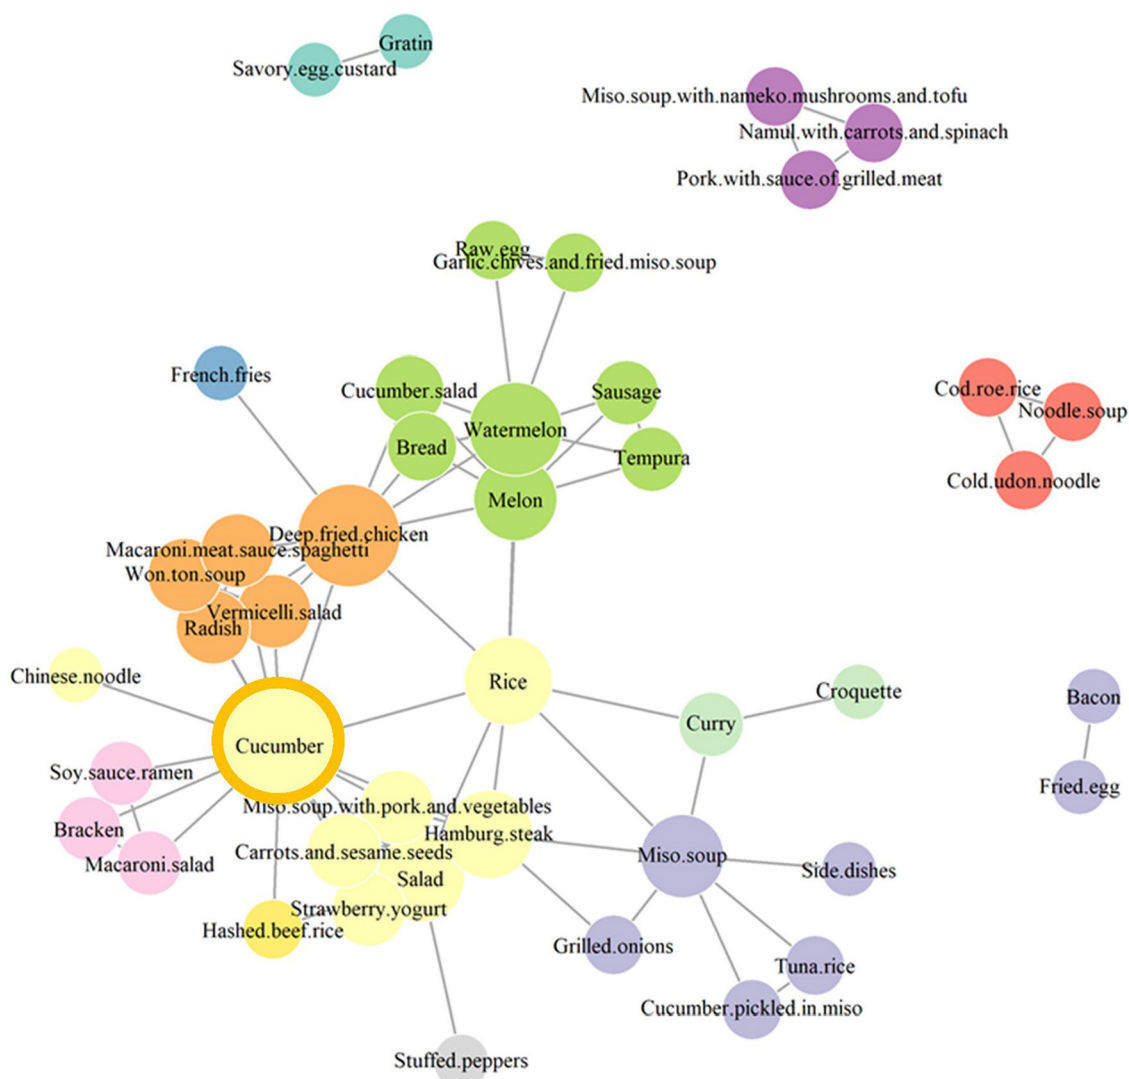 Gratin
Savory.egg.custard
Miso.soup.with.nameko.mushrooms.and.tofu
Namul.with.carrots.and.spinach
Pork.with.sauce.of.grilled.meat
Raw.egg
Garlic.chives.and.fried.miso.soup
French.fries
Cucumber.salad
Sausage
Cod.roe.rice
Noodle.soup
Watermelon
Bread
Tempura
Cold.udon.noodle
Melon
Deep.fried.chicken
Macaroni.meat.sauce.spaghetti
Won.ton.soup
Vermicelli.salad
Radish
Chinese.noodle
Rice
Croquette
Bacon
Curry
Cucumber
Soy.sauce.ramen
Fried.egg
Miso.soup.with.pork.and.vegetables
Bracken
Hamburg.steak
Carrots.and.sesame.seeds
Miso.soup
Macaroni.salad
Side.dishes
Salad
Strawberry.yogurt
Hashed.beef.rice
Grilled.onions
Tuna.rice
Cucumber.pickled.in.miso
Stuffed.peppers